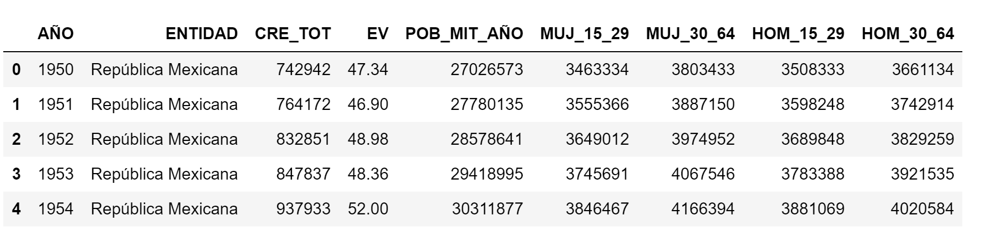 AÑO ENTIDAD CRE_TOT EV POB_MIT_AÑO MUJ_15_29 MUJ_30_64 HOM_15_29 HOM_30_64
0 1950 República Mexicana 742942 47.34 27026573 3463334 3803433 3508333 3661134
1 1951 República Mexicana 764172 46.90 27780135 3555366 3887150 3598248 3742914
2 1952 República Mexicana 832851 48.98 28578641 3649012 3974952 3689848 3829259
3 1953 República Mexicana 847837 48.36 29418995 3745691 4067546 3783388 3921535
4 1954 República Mexicana 937933 52.00 30311877 3846467 4166394 3881069 4020584